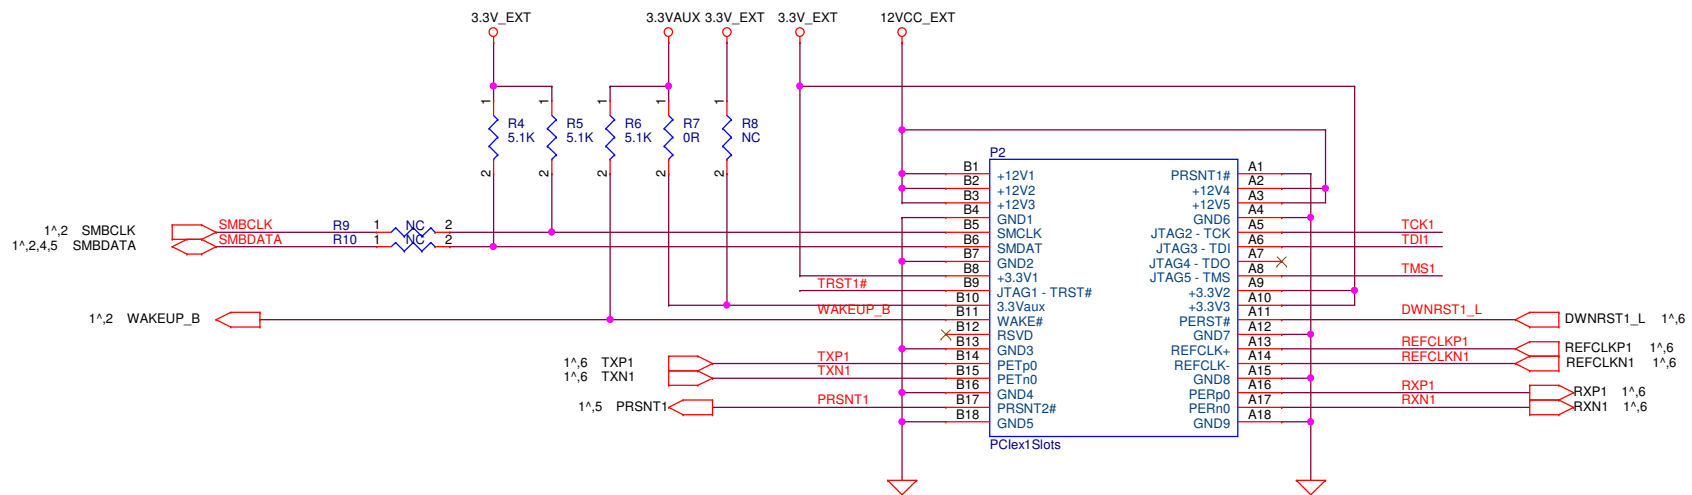 3.3V_EXT 3.3VAUX 3.3V_EXT 3.3V_EXT 12VCC_EXT
1 1 1 1 1
R4 R5 R6 R7 R8
5.1K 5.1K 5.1K 0R NC
2 2 2 2 2
P2
B1 +12V1 PRSNT1# A1
B2 +12V2 +12V4 A2
B3 +12V3 +12V5 A3
B4 GND1 GND6 A4
1^,2 SMBCLK SMBCLK R9 1 NC 2 B5 SMCLK JTAG2 - TCK A5 TCK1
1^,2,4,5 SMBDATA SMBDATA R10 1 NC 2 B6 SMDAT JTAG3 - TDI A6 TDI1
B7 GND2 JTAG4 - TDO A7
B8 +3.3V1 JTAG5 - TMS A8 TMS1
TRST1# B9 JTAG1 - TRST# +3.3V2 A9
B10 3.3Vaux +3.3V3 A10
1^,2 WAKEUP_B WAKEUP_B B11 WAKE# PERST# A11 DWNRST1_L DWNRST1_L 1^,6
B12 RSVD GND7 A12
B13 GND3 REFCLK+ A13 REFCLKP1 REFCLKP1 1^,6
1^,6 TXP1 TXP1 B14 PETp0 REFCLK- A14 REFCLKN1 REFCLKN1 1^,6
1^,6 TXN1 TXN1 B15 PETn0 GND8 A15
B16 GND4 PERp0 A16 RXP1 RXP1 1^,6
1^,5 PRSNT1 PRSNT1 B17 PRSNT2# PERn0 A17 RXN1 RXN1 1^,6
B18 GND5 GND9 A18
PCIex1Slots